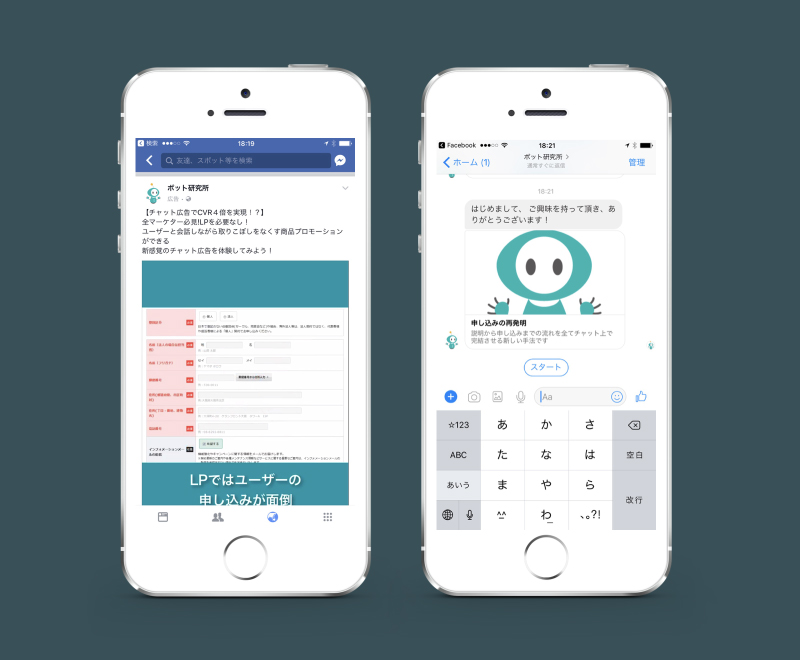 検索
18:19
友達、スポット等を検索
ボット研究所
広告
【チャット広告でCVR４倍を実現！？】
全マーケター必見!LPを必要なし！
ユーザーと会話しながら取りこぼしをなくす商品プロモーション
ができる
新感覚のチャット広告を体験してみよう！
LPではユーザーの
申し込みが面倒
Facebook
18:21
ホーム (1)
ボット研究所
通常すぐに返信
管理
18:21
はじめまして、 ご興味を持って頂き、あ
りがとうございます！
申し込みの再発明
説明から申し込みまでの流れを全てチャット上で
完結させる新しい手法です
スタート
Aa
☆123
あ
か
さ
ABC
た
な
は
空白
あいう
ま
や
ら
改行
^^
わ
、。?!